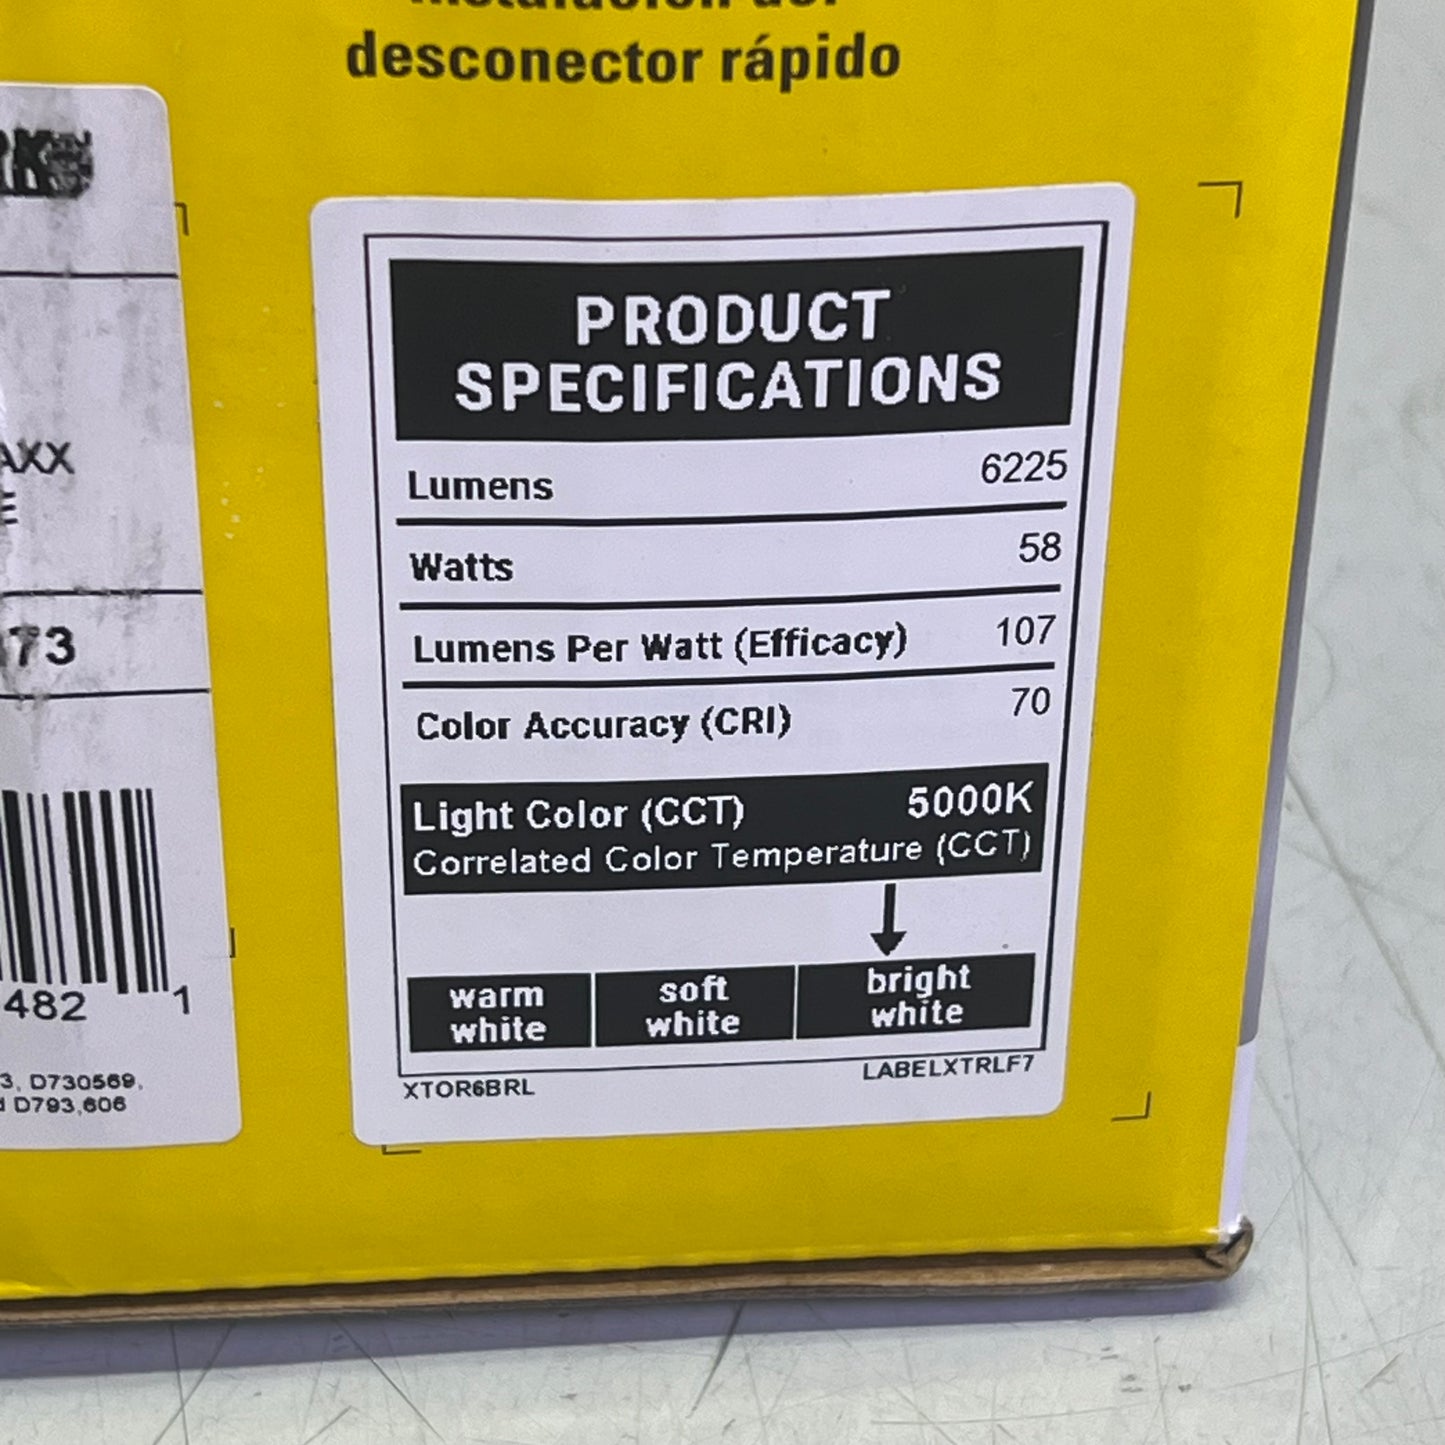 desconector rápido
AXX
73
482 1
3, D730569,
D793,606
PRODUCT
SPECIFICATIONS
Lumens 6225
Watts 58
Lumens Per Watt (Efficacy) 107
Color Accuracy (CRI) 70
Light Color (CCT) 5000K
Correlated Color Temperature (CCT)
warm
white
soft
white
bright
white
XTOR6BRL LABELXTRLF7